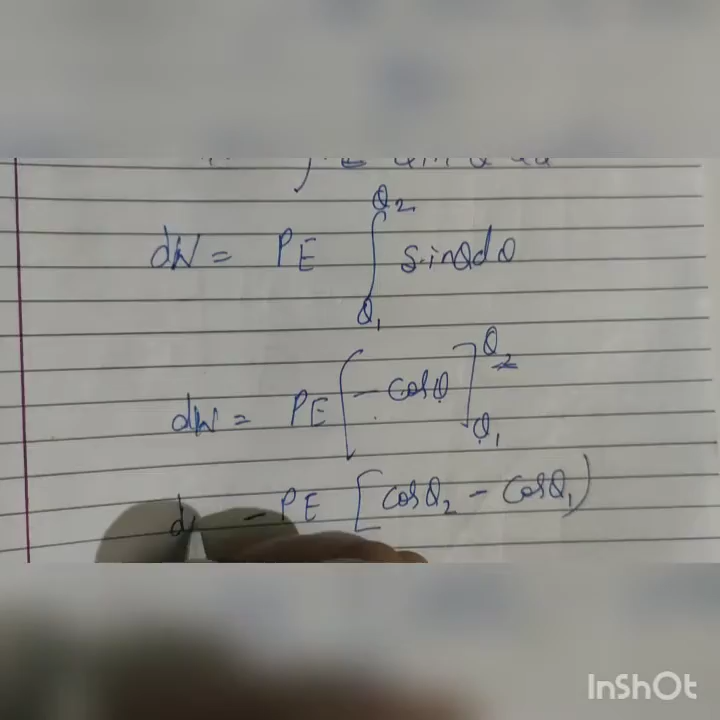 dW = PE ∫ θ₁ θ₂ sinθdθ
dW = PE [ - cosθ ] θ₂ θ₁
d - PE [ cosθ₂ - cosθ₁ )
InShOt